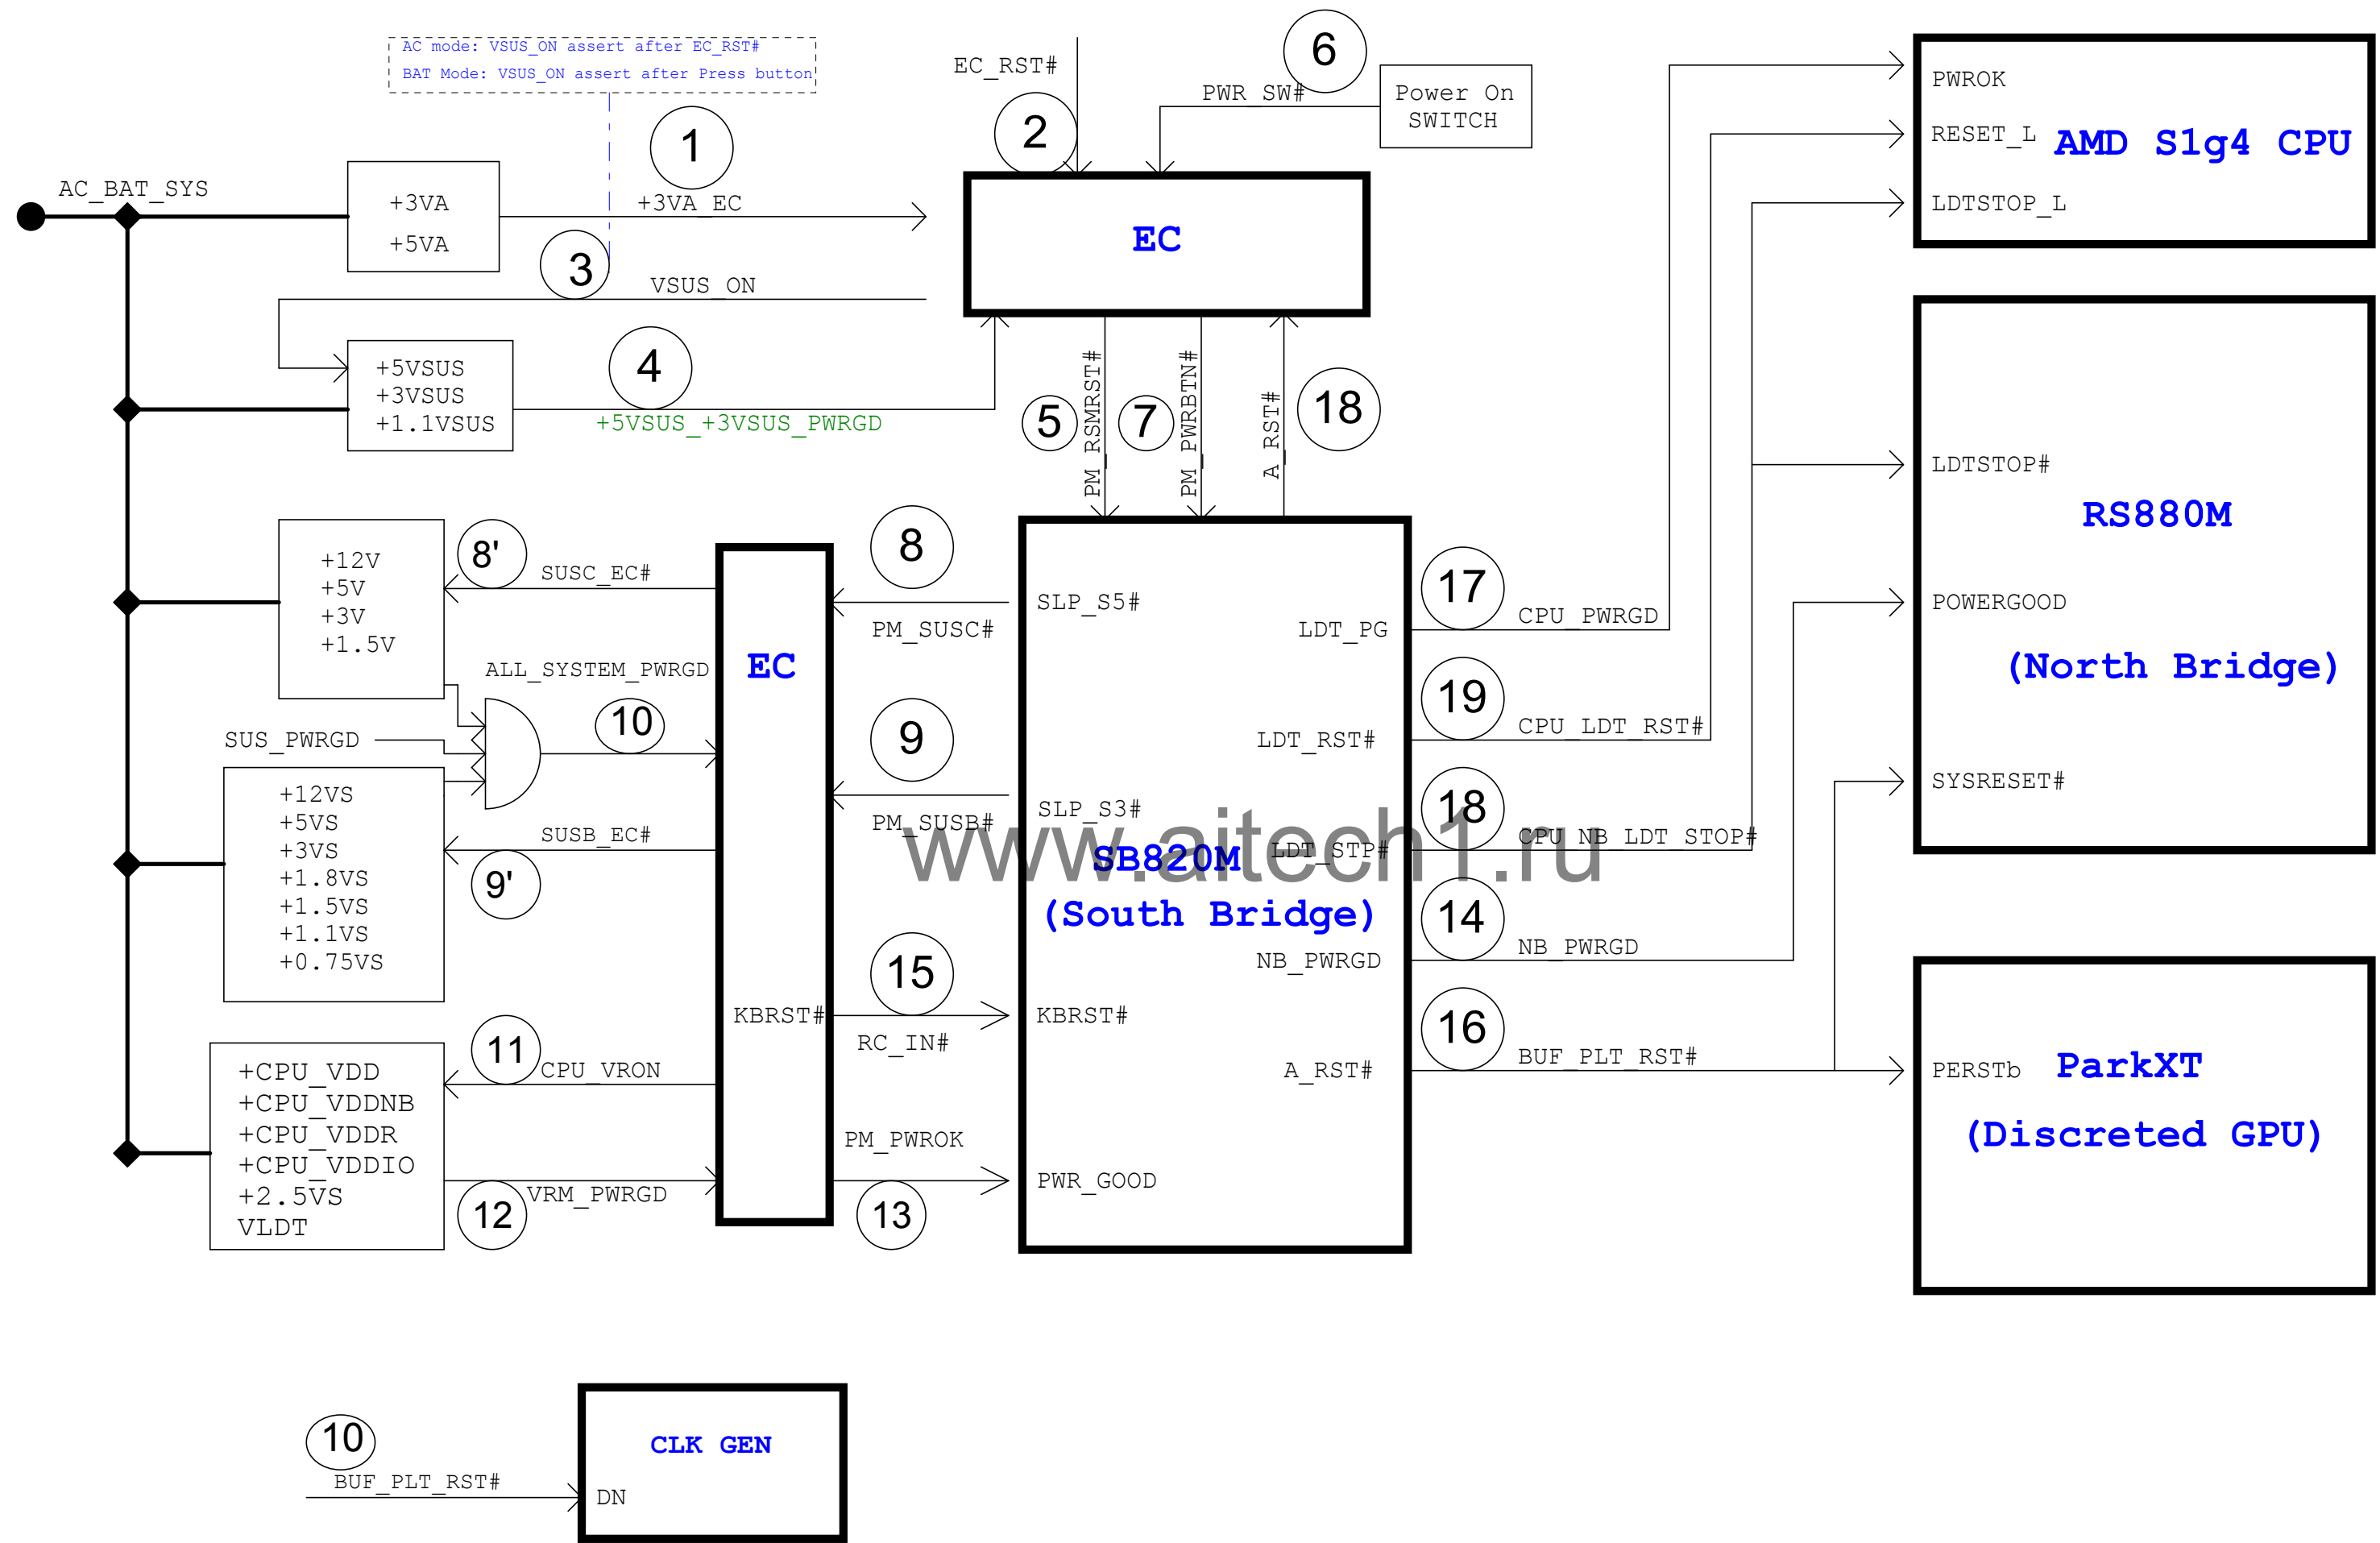 AC mode: VSUS_ON assert after EC_RST#
BAT Mode: VSUS_ON assert after Press button
1
EC_RST#
2
6
PWR_SW#
Power On
SWITCH
AC_BAT_SYS
+3VA
+5VA
+3VA_EC
EC
3
VSUS_ON
+5VSUS
+3VSUS
+1.1VSUS
4
+5VSUS_+3VSUS_PWRGD
5
PM_RSMRST#
7
PM_PWRBTN#
A_RST#
18
PWROK
RESET_L
AMD S1g4 CPU
LDTSTOP_L
LDTSTOP#
RS880M
POWERGOOD
(North Bridge)
SYSRESET#
+12V
+5V
+3V
+1.5V
8'
SUSC_EC#
ALL_SYSTEM_PWRGD
10
SUS_PWRGD
+12VS
+5VS
+3VS
+1.8VS
+1.5VS
+1.1VS
+0.75VS
SUSB_EC#
9'
EC
8
PM_SUSC#
9
PM_SUSB#
SLP_S5#
LDT_PG
17
CPU_PWRGD
LDT_RST#
19
CPU_LDT_RST#
SLP_S3#
18
www.aitech1.ru
SB820M
LDT_STP#
CPU_NB_LDT_STOP#
(South Bridge)
14
NB_PWRGD
NB_PWRGD
KBRST#
15
RC_IN#
KBRST#
16
A_RST#
BUF_PLT_RST#
PERSTb
ParkXT
(Discreted GPU)
+CPU_VDD
+CPU_VDDNB
+CPU_VDDR
+CPU_VDDIO
+2.5VS
VLDT
11
CPU_VRON
12
VRM_PWRGD
PM_PWROK
13
PWR_GOOD
10
BUF_PLT_RST#
CLK GEN
DN